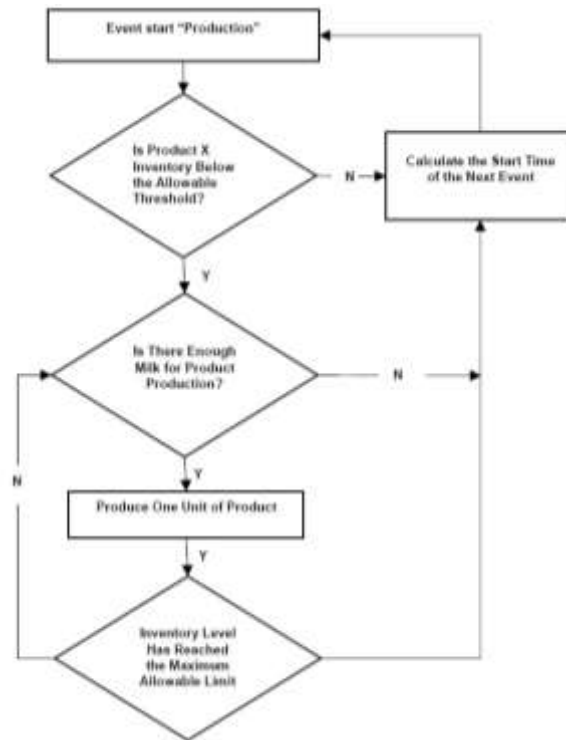 Event start "Production"
Is Product X
Inventory Below
the Allowable
Threshold?
N
Calculate the Start Time
of the Next Event
Y
Is There Enough
Milk for Product
Production?
N
N
Y
Produce One Unit of Product
Y
Inventory Level
Has Reached
the Maximum
Allowable Limit